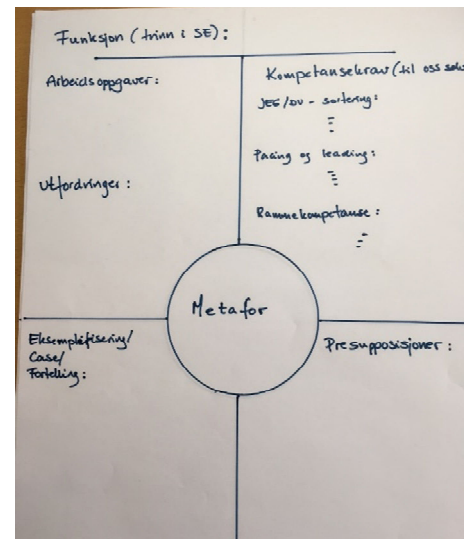 Funksjon (trinn i SE):
Arbeidsoppgaver:
Utfordringer:
Kompetansekrav (til oss selv
JEG/DU - sortering:
Pacing og leading:
Rammekompetanse:
Metafor
Eksemplifisering/
Case/
Fortelling:
Presupposisjoner: